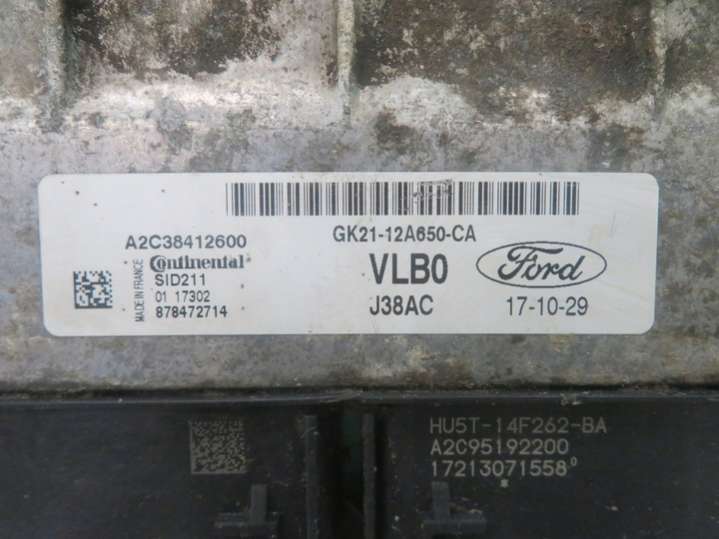 A2C38412600
Continental
SID211
01 17302
878472714
MADE IN FRANCE
GK21-12A650-CA
VLB0
J38AC
Ford
17-10-29
HU5T-14F262-BA
A2C95192200
17213071558°